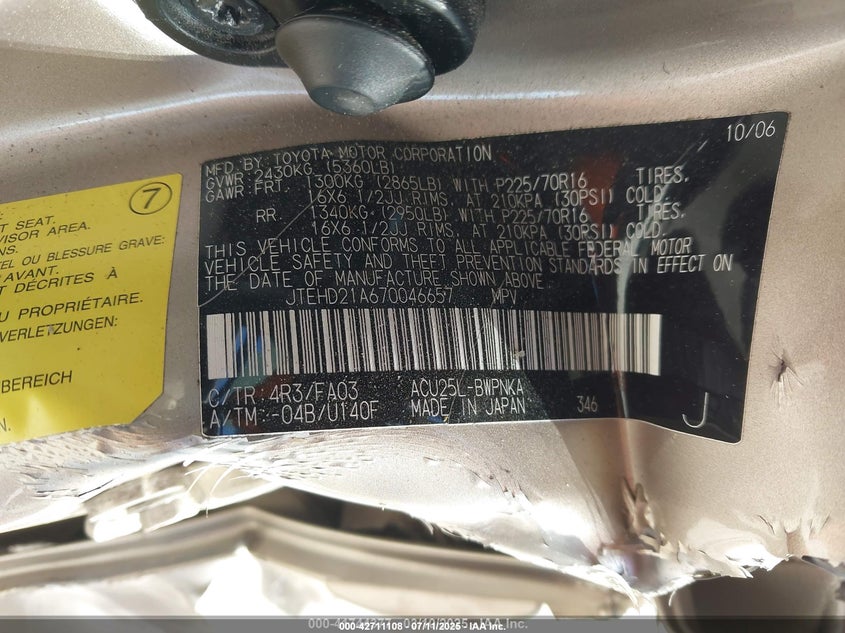 10/06
MFD. BY: TOYOTA MOTOR CORPORATION
GVWR 2430KG (5360LB)
GAWR FRT. 1300KG (2865LB) WITH P225/70R16 TIRES,
16X6 1/2JJ RIMS, AT 210KPA (30PSI) COLD.
RR. 1340KG (2950LB) WITH P225/70R16 TIRES,
16X6 1/2JJ RIMS, AT 210KPA (30PSI) COLD.
THIS VEHICLE CONFORMS TO ALL APPLICABLE FEDERAL MOTOR
VEHICLE SAFETY AND THEFT PREVENTION STANDARDS IN EFFECT ON
THE DATE OF MANUFACTURE SHOWN ABOVE.
JTEHD21A670046657 MPV
C/TR: 4R3/FA03 ACU25L-BWPNKA
A/TM: -04B/U140F MADE IN JAPAN 346 J
7
SEAT.
VISOR AREA.
OU BLESSURE GRAVE:
AVANT.
DÉCRITES À
PROPRIÉTAIRE.
VERLETZUNGEN:
BEREICH
000-42711108 07/11/2025 IAA Inc.